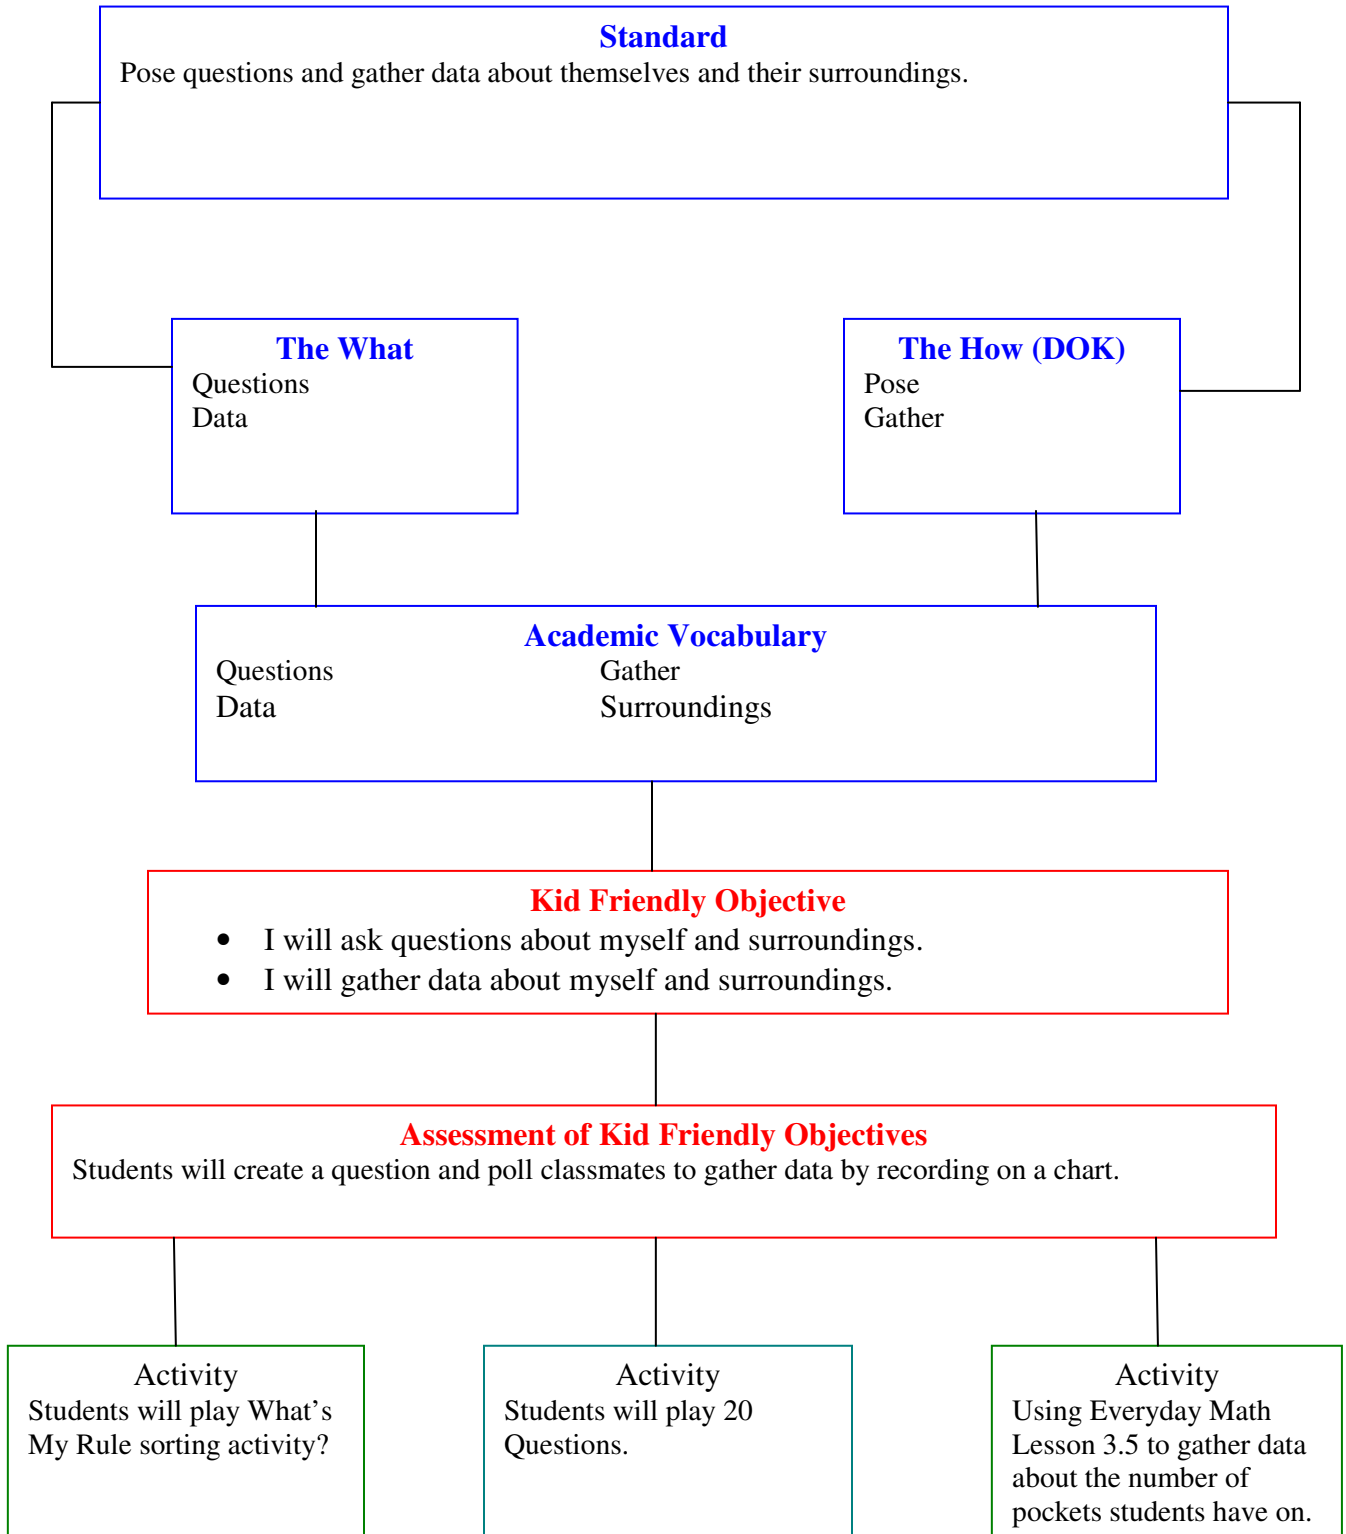 Standard
Pose questions and gather data about themselves and their surroundings.
The What
Questions
Data
The How (DOK)
Pose
Gather
Academic Vocabulary
Questions Gather
Data Surroundings
Kid Friendly Objective
• I will ask questions about myself and surroundings.
• I will gather data about myself and surroundings.
Assessment of Kid Friendly Objectives
Students will create a question and poll classmates to gather data by recording on a chart.
Activity
Students will play What’s
My Rule sorting activity?
Activity
Students will play 20
Questions.
Activity
Using Everyday Math
Lesson 3.5 to gather data
about the number of
pockets students have on.